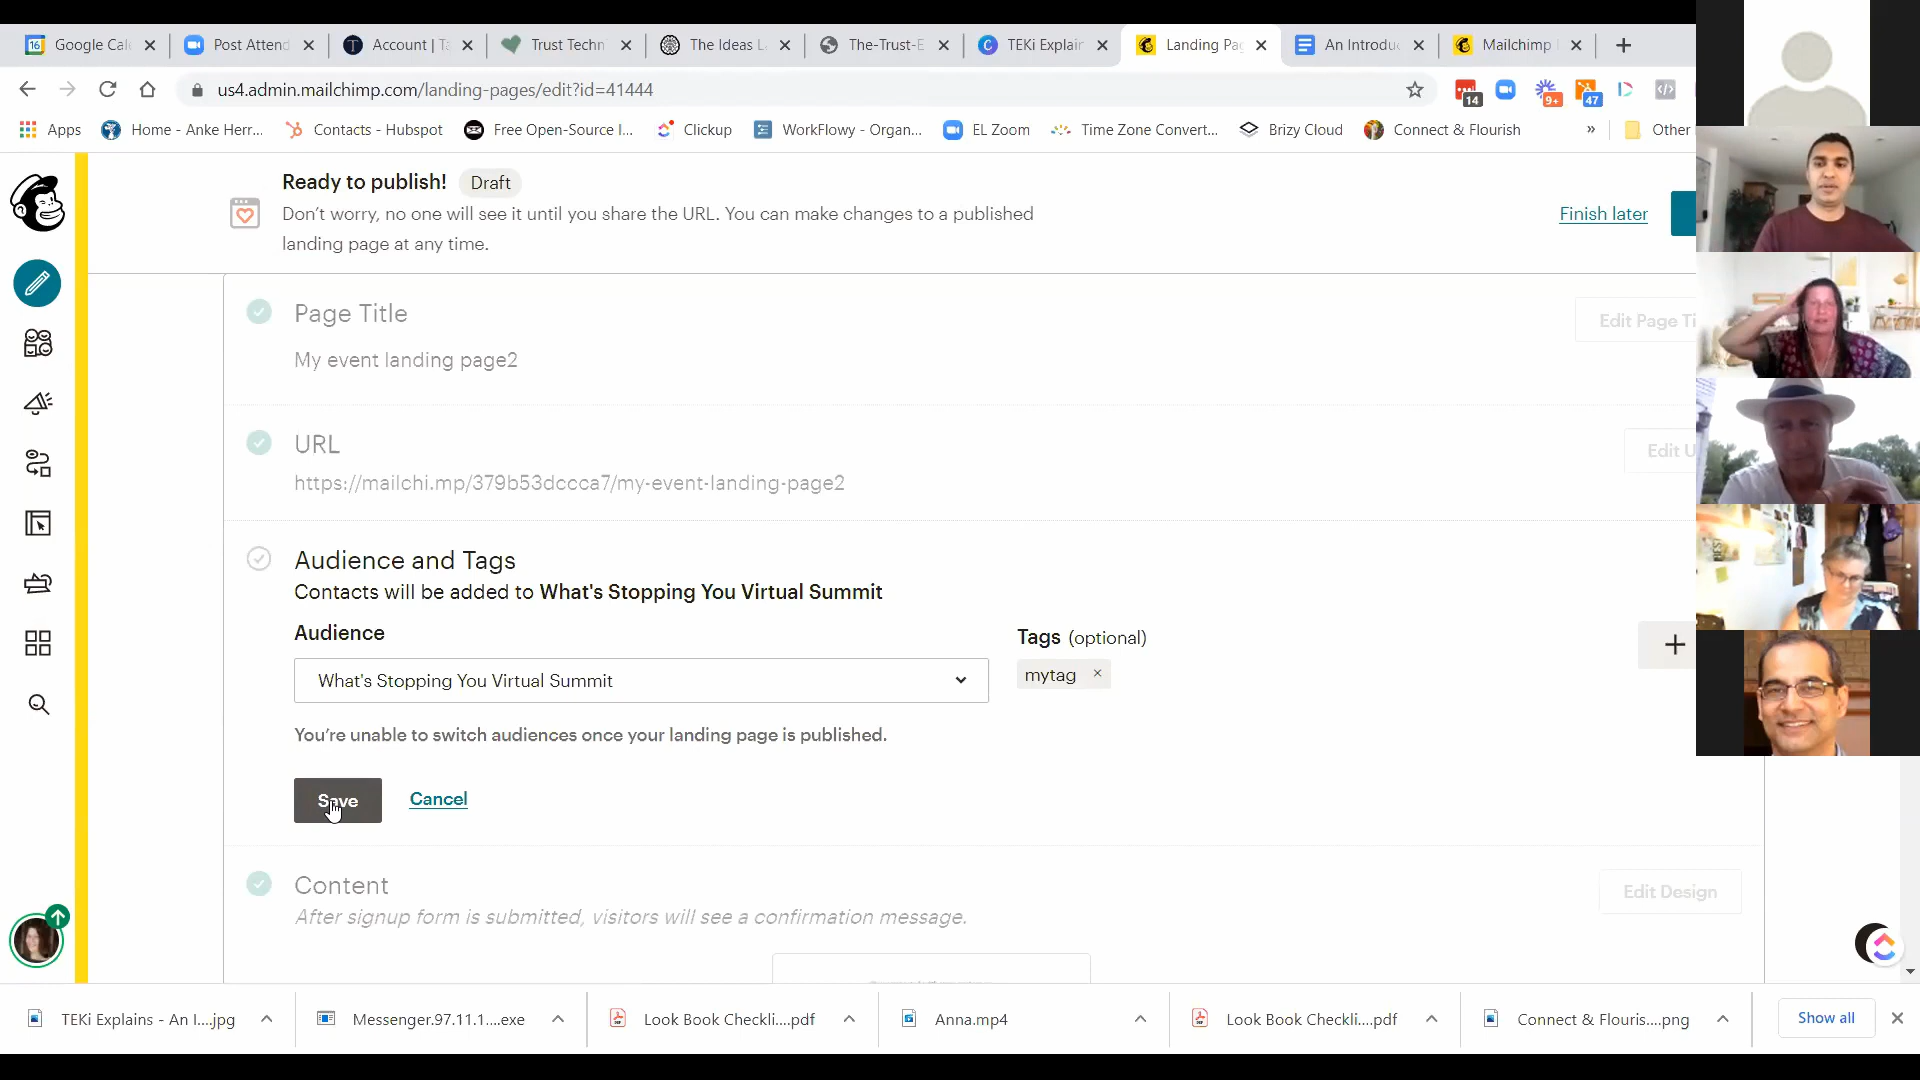 Google Cal
Post Attend
Account | T
Trust Techn
The Ideas L
The-Trust-E
TEKi Explain
Landing Pag
An Introduc
Mailchimp
us4.admin.mailchimp.com/landing-pages/edit?id=41444
14
9+
47
Apps
Home - Anke Herr...
Contacts - Hubspot
Free Open-Source I...
Clickup
WorkFlowy - Organ...
EL Zoom
Time Zone Convert...
Brizy Cloud
Connect & Flourish
»
Other
Ready to publish! Draft
Don't worry, no one will see it until you share the URL. You can make changes to a published
landing page at any time.
Finish later
Page Title
Edit Page Ti
My event landing page2
URL
Edit U
https://mailchi.mp/379b53dccca7/my-event-landing-page2
Audience and Tags
Contacts will be added to What's Stopping You Virtual Summit
Audience
Tags (optional)
What's Stopping You Virtual Summit
mytag ×
You're unable to switch audiences once your landing page is published.
Save
Cancel
Content
Edit Design
After signup form is submitted, visitors will see a confirmation message.
TEKi Explains - An I....jpg
Messenger.97.11.1....exe
Look Book Checkli....pdf
Anna.mp4
Look Book Checkli....pdf
Connect & Flouris....png
Show all